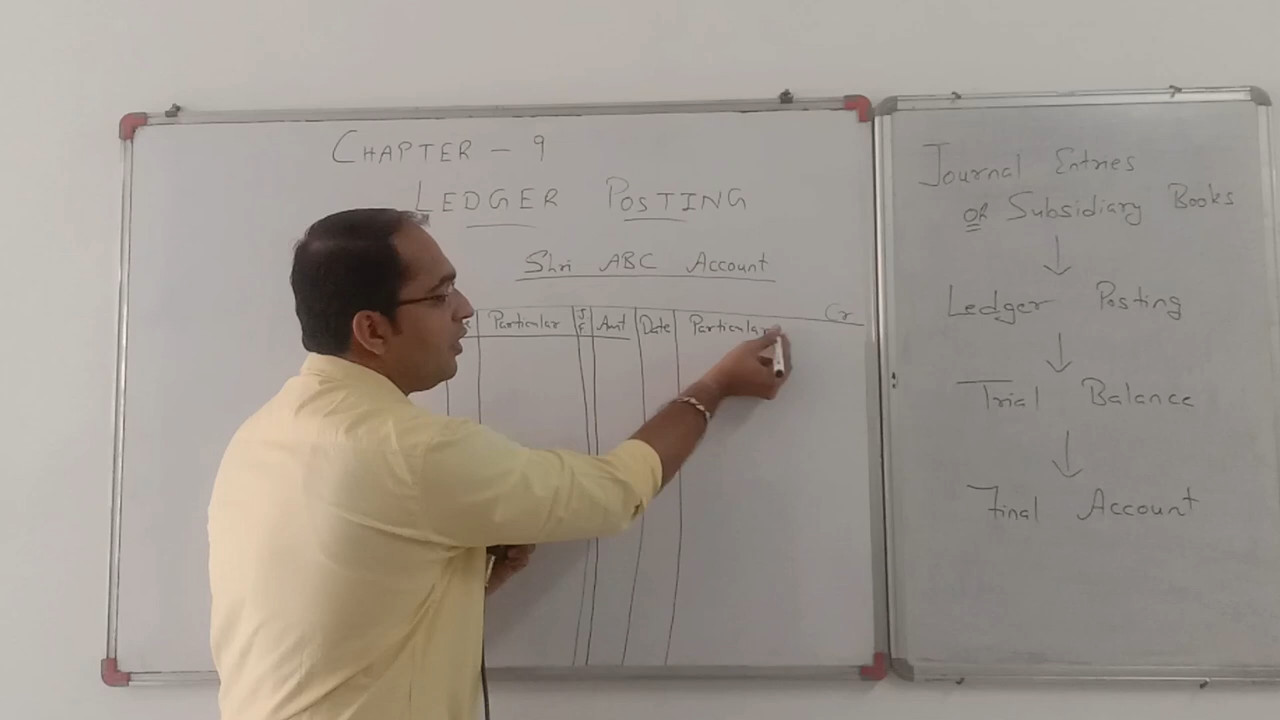 CHAPTER - 9
LEDGER POSTING
Shri ABC Account
Cr
Particular J.F. Amt Date Particular
Journal Entries
OR Subsidiary Books
↓
Ledger Posting
↓
Trial Balance
↓
Final Account